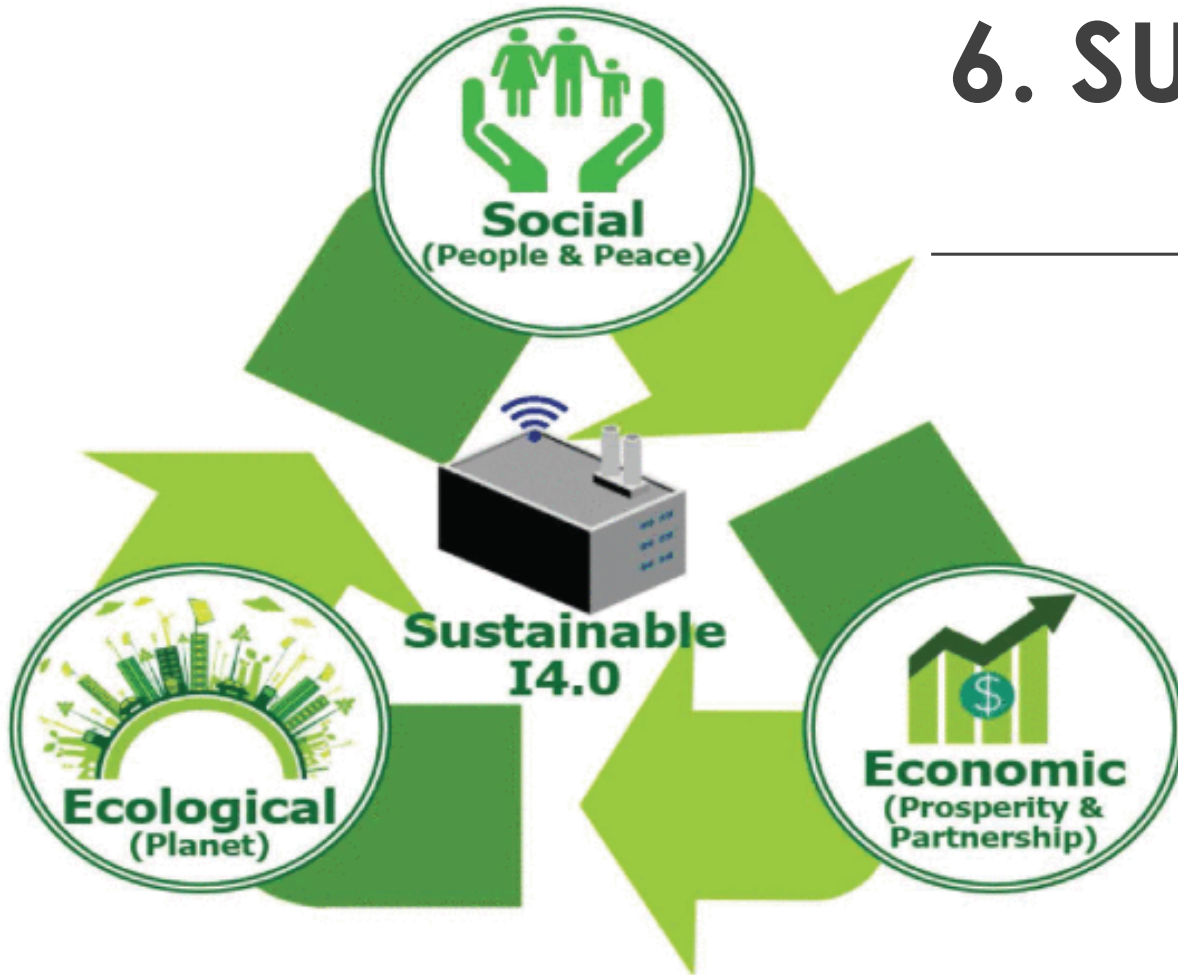 6. SU
Social
(People & Peace)
Sustainable
I4.0
Ecological
(Planet)
Economic
(Prosperity &
Partnership)
$